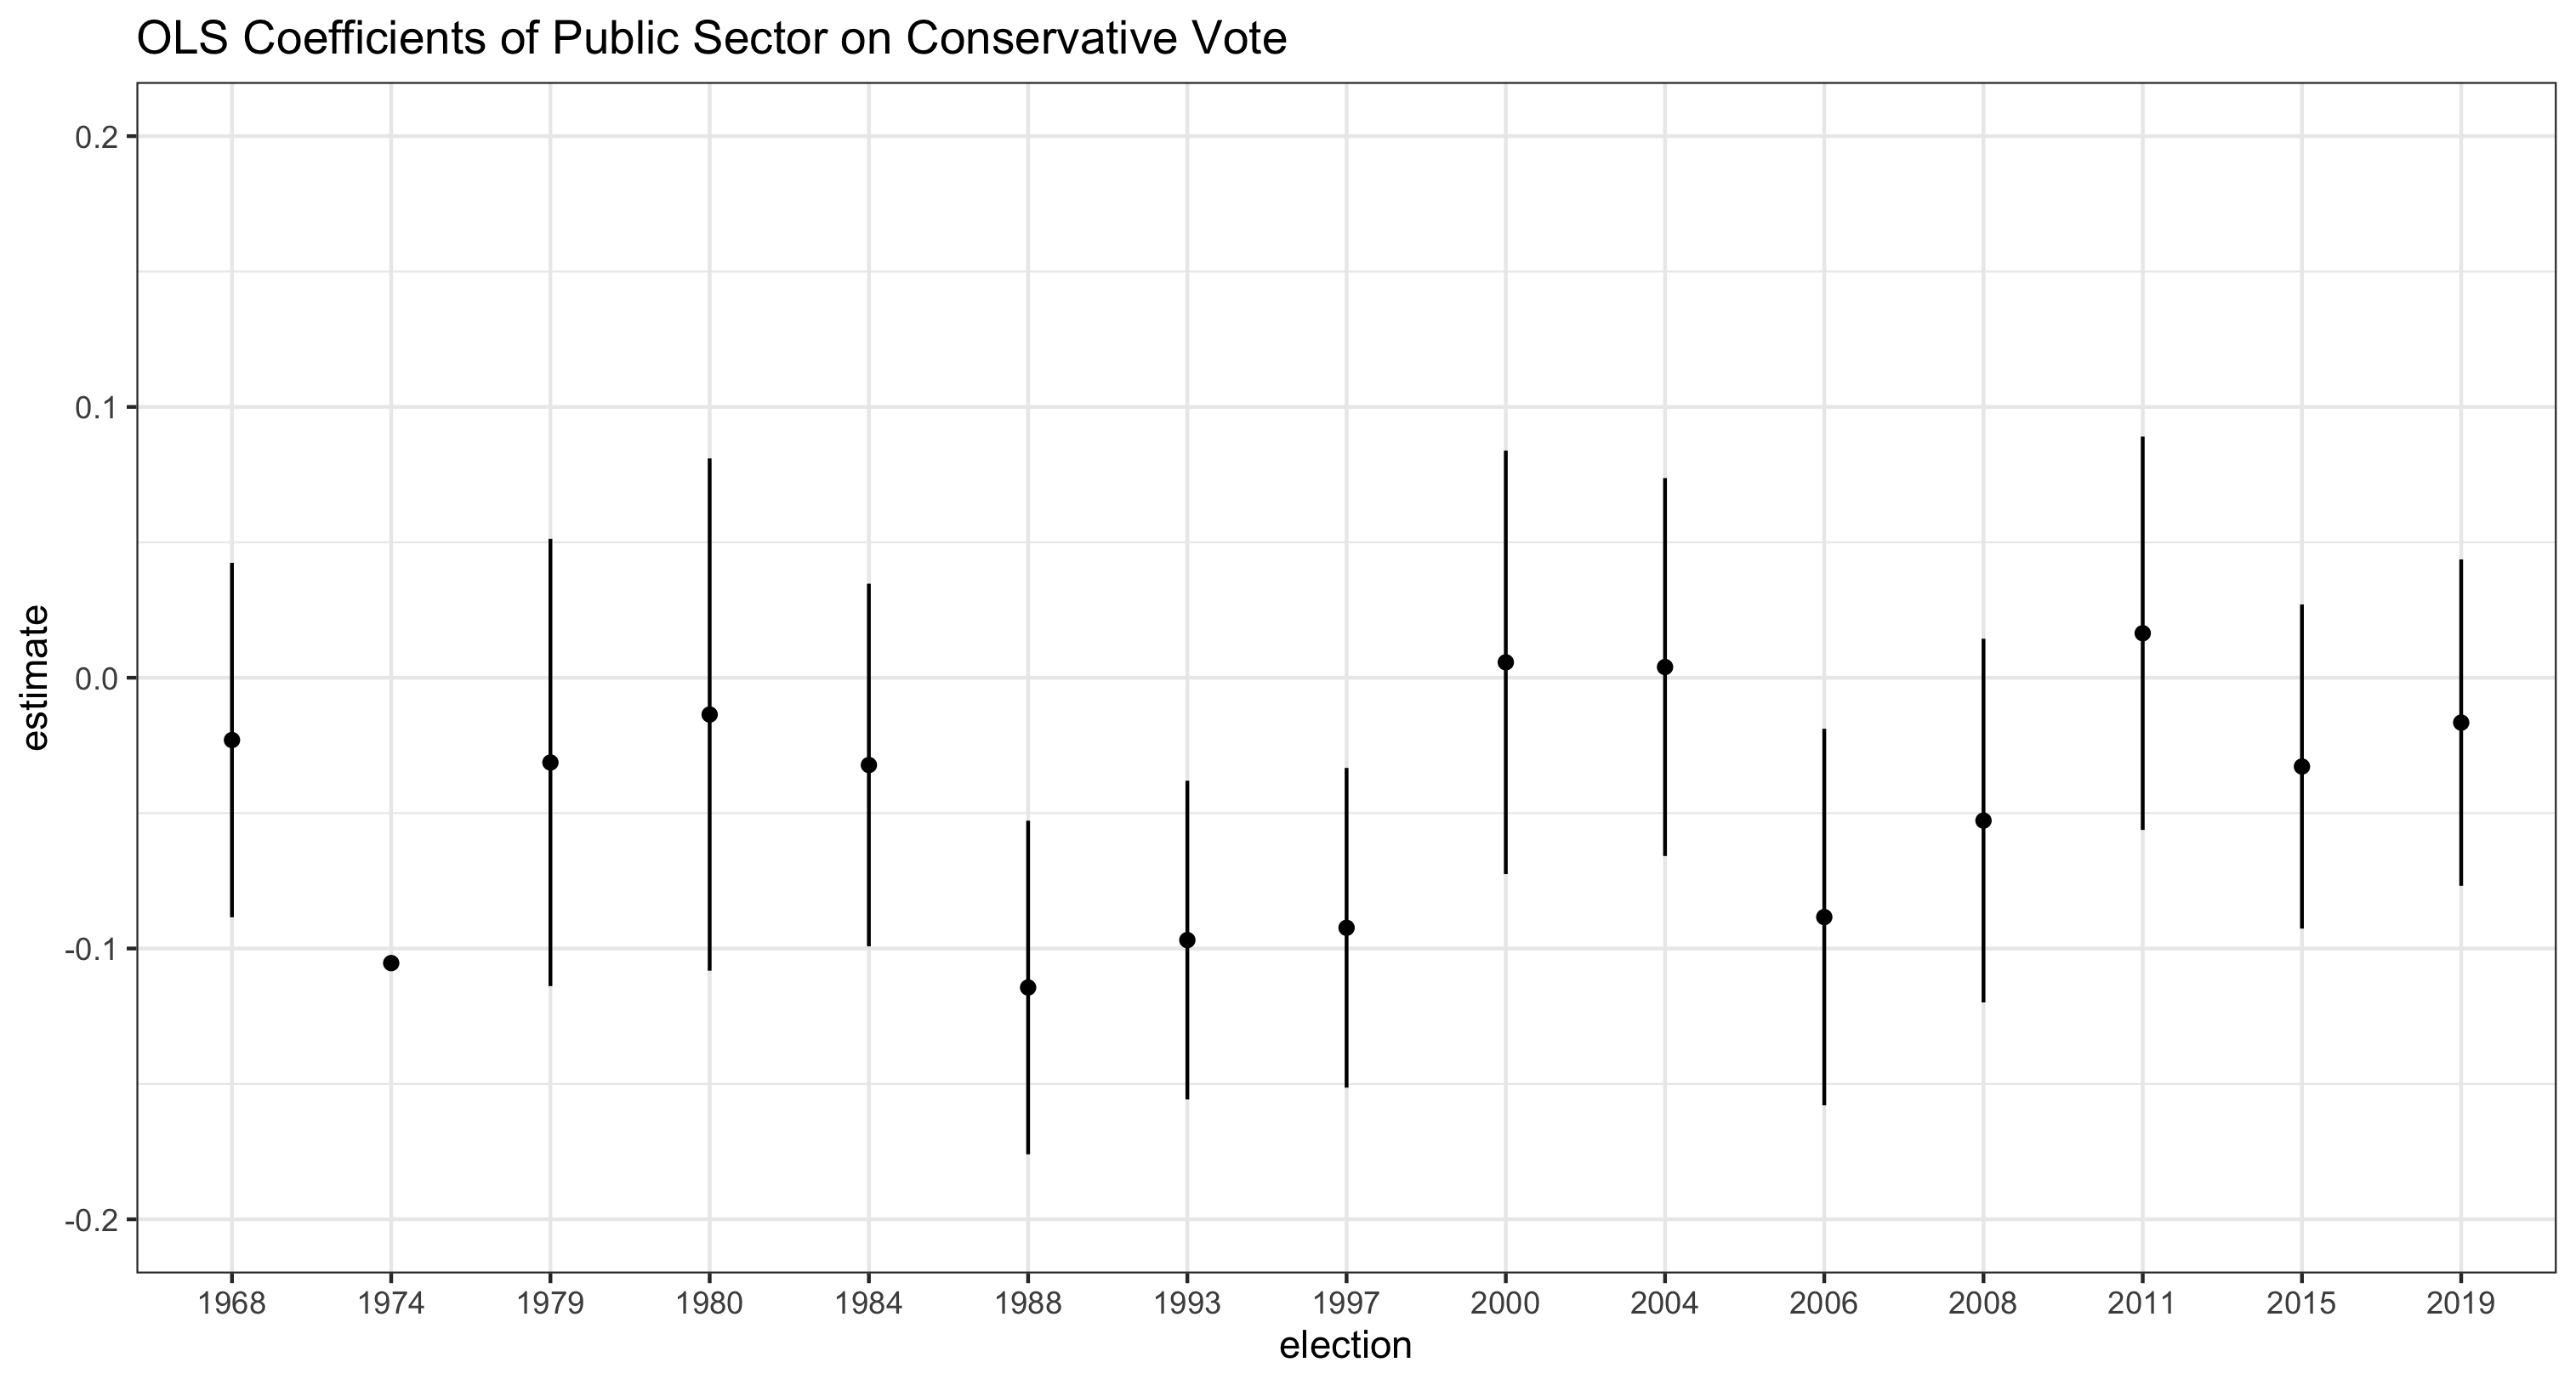 OLS Coefficients of Public Sector on Conservative Vote
estimate
0.2
0.1
0.0
-0.1
-0.2
1968 1974 1979 1980 1984 1988 1993 1997 2000 2004 2006 2008 2011 2015 2019
election